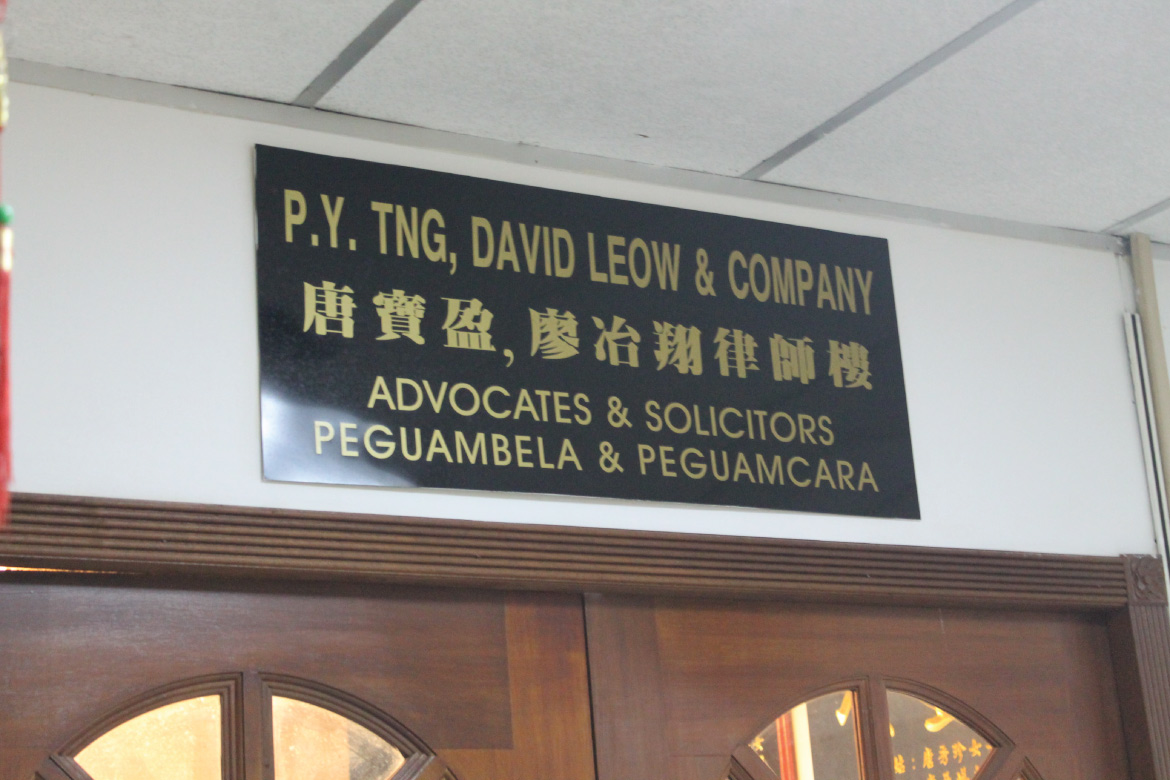 P.Y. TNG, DAVID LEOW & COMPANY
唐寶盈, 廖冶翔律師樓
ADVOCATES & SOLICITORS
PEGUAMBELA & PEGUAMCARA